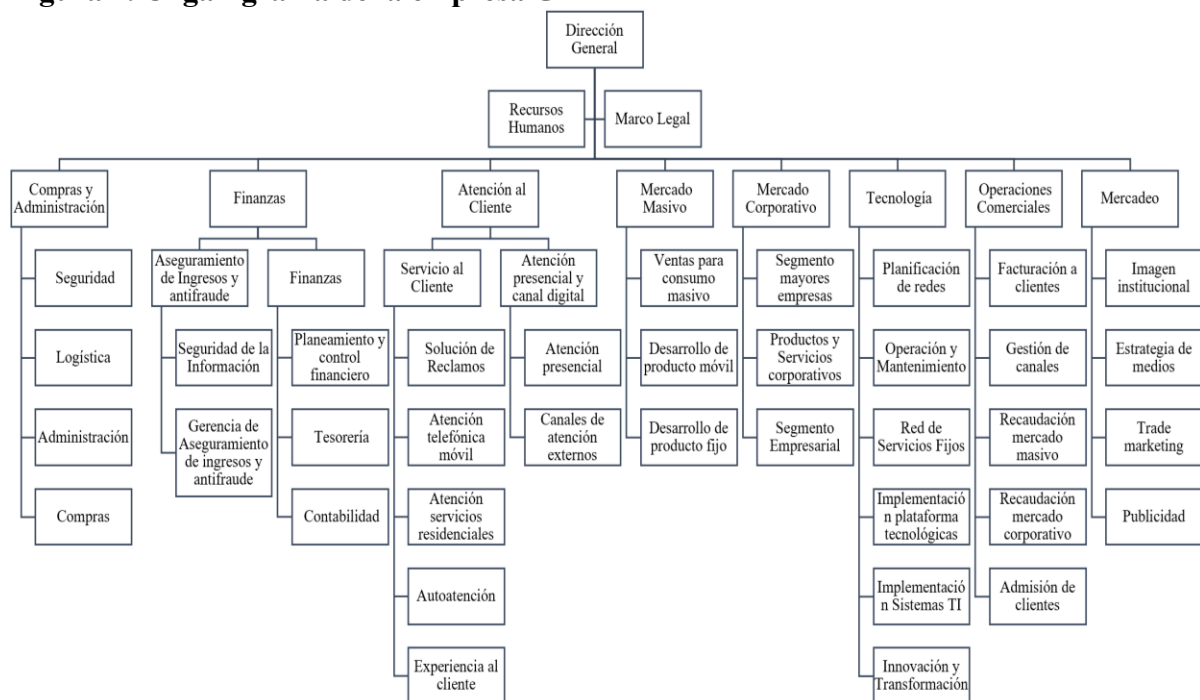 Dirección
General
Recursos
Humanos
Marco Legal
Compras y
Administración
Finanzas
Atención al
Cliente
Mercado
Masivo
Mercado
Corporativo
Tecnología
Operaciones
Comerciales
Mercadeo
Seguridad
Logística
Administración
Compras
Aseguramiento
de Ingresos y
antifraude
Seguridad de la
Información
Gerencia de
Aseguramiento
de ingresos y
antifraude
Finanzas
Planeamiento y
control
financiero
Tesorería
Contabilidad
Servicio al
Cliente
Solución de
Reclamos
Atención
telefónica
móvil
Atención
servicios
residenciales
Autoatención
Experiencia al
cliente
Atención
presencial y
canal digital
Atención
presencial
Canales de
atención
externos
Ventas para
consumo
masivo
Desarrollo de
producto móvil
Desarrollo de
producto fijo
Segmento
mayores
empresas
Productos y
Servicios
corporativos
Segmento
Empresarial
Planificación
de redes
Operación y
Mantenimiento
Red de
Servicios Fijos
Implementació
n plataforma
tecnológicas
Implementació
n Sistemas TI
Innovación y
Transformación
Facturación a
clientes
Gestión de
canales
Recaudación
mercado
masivo
Recaudación
mercado
corporativo
Admisión de
clientes
Imagen
institucional
Estrategia de
medios
Trade
marketing
Publicidad